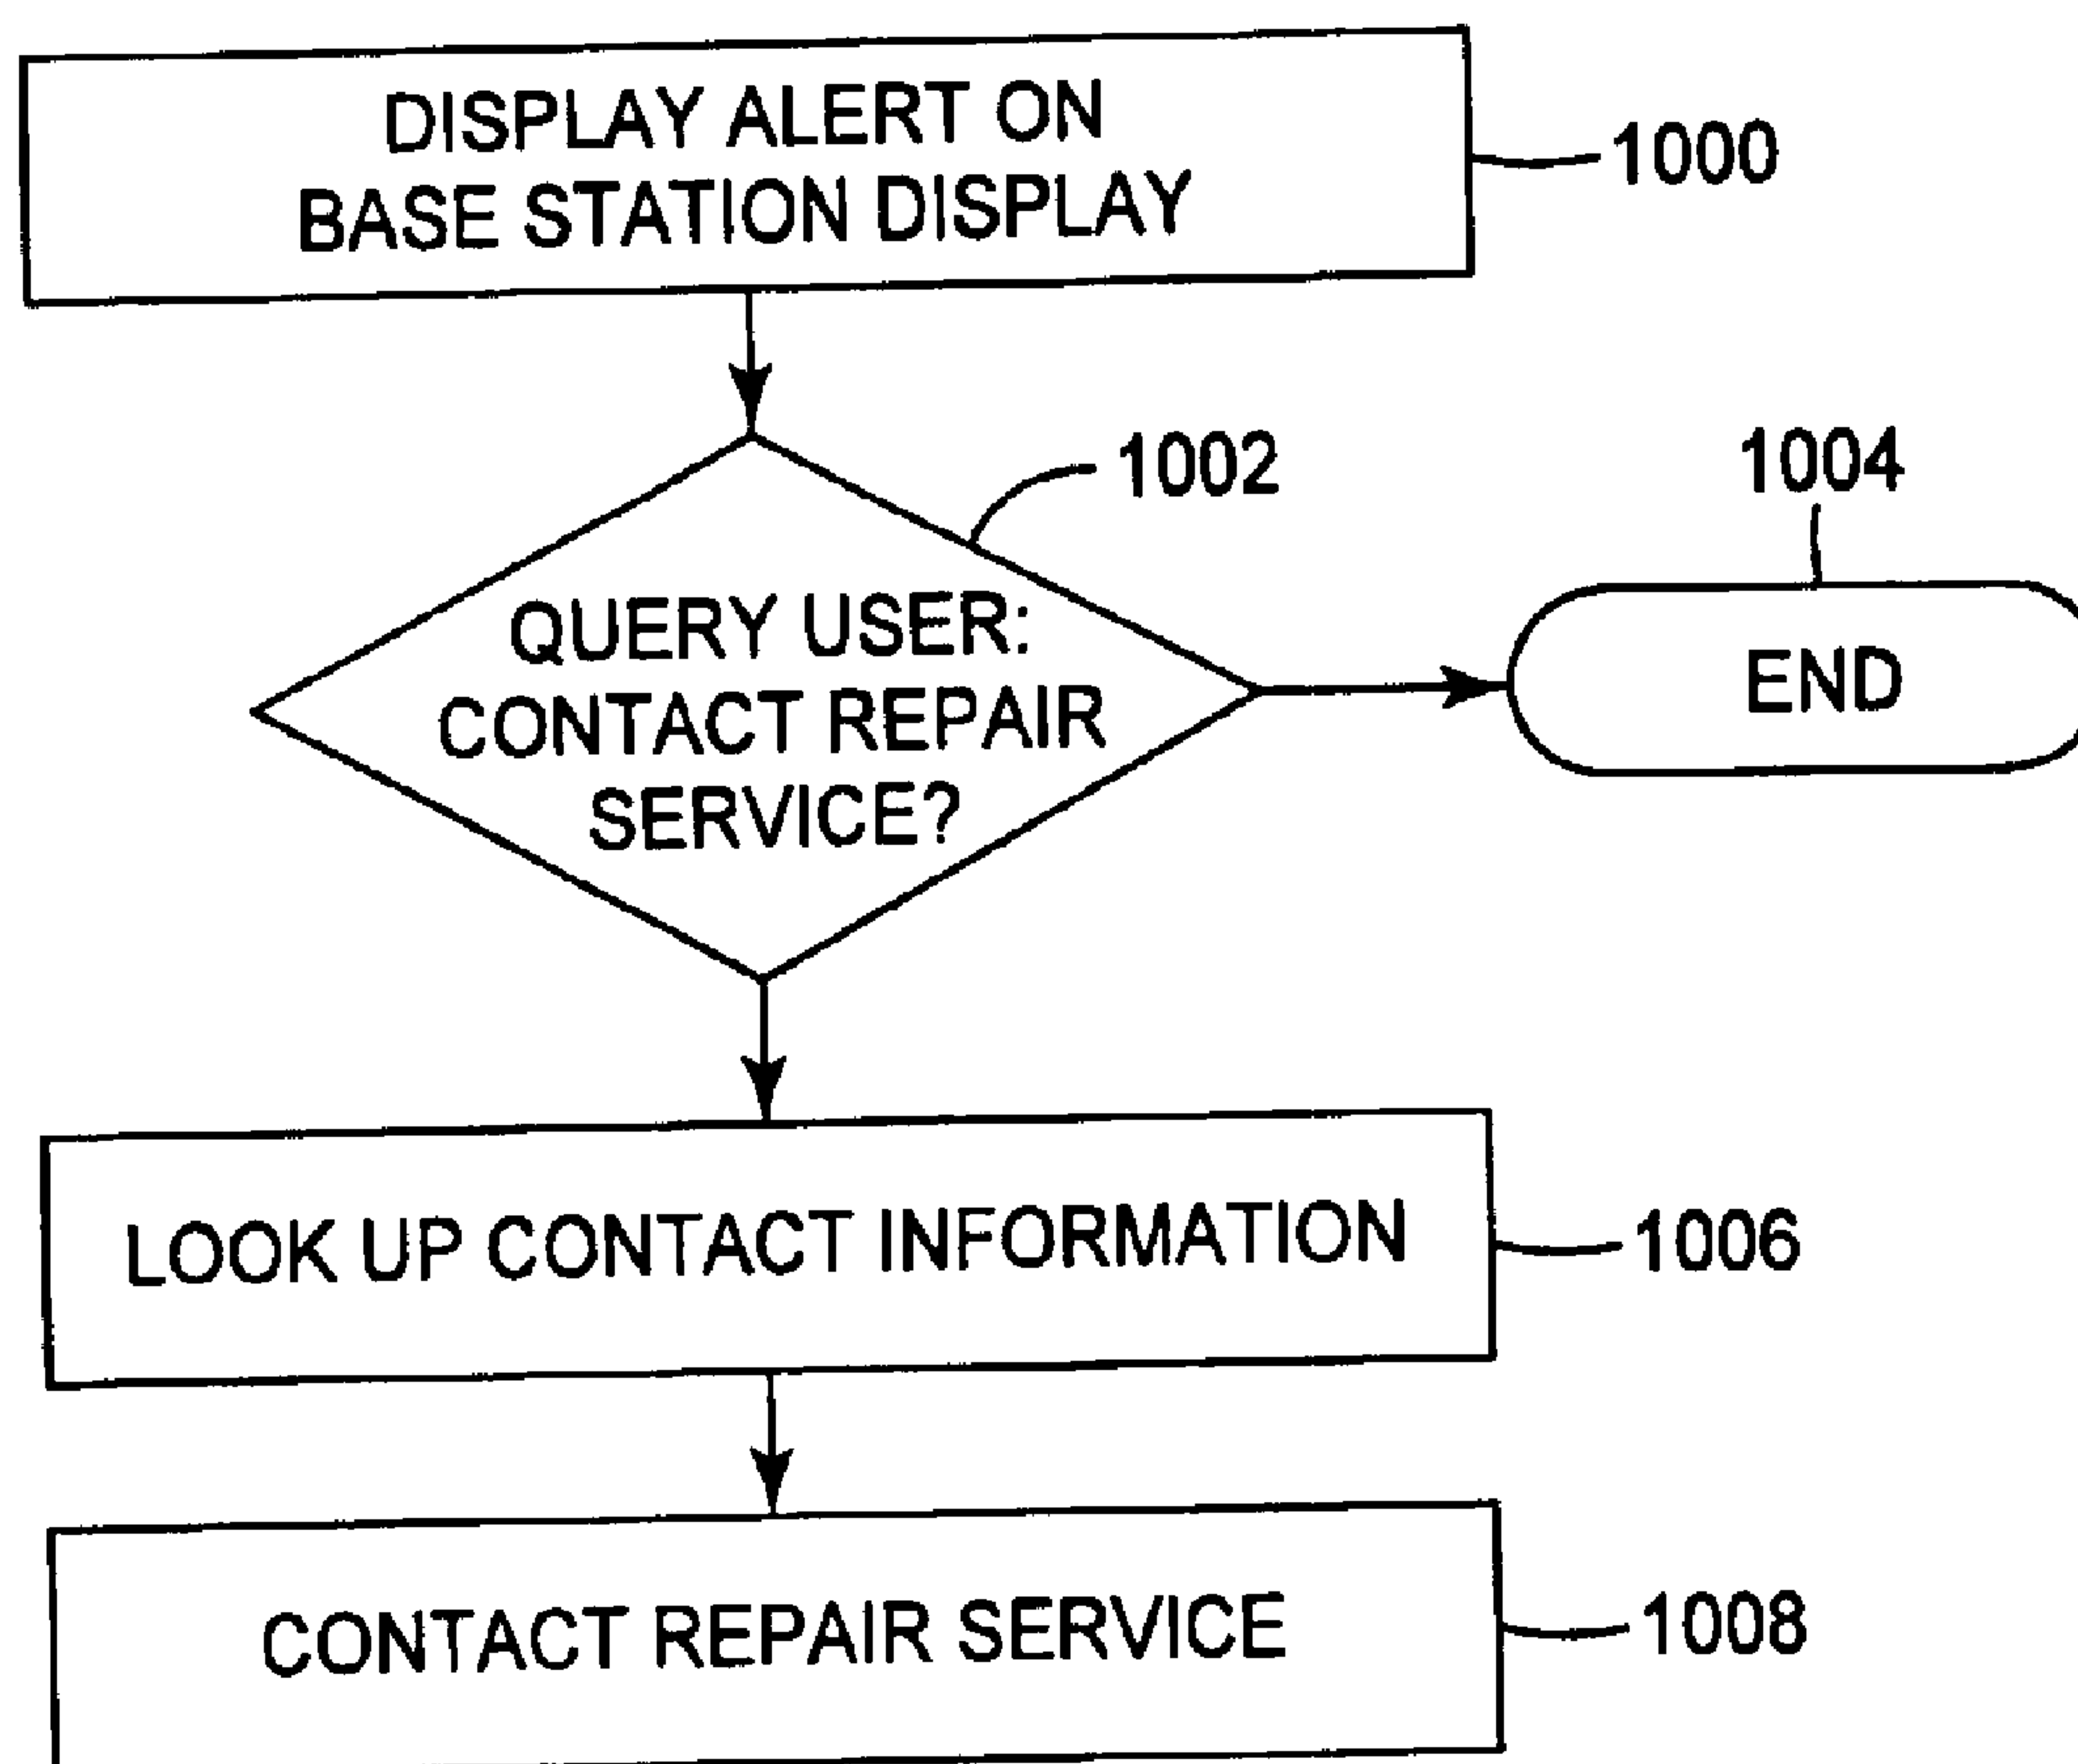 DISPLAY ALERT ON
BASE STATION DISPLAY
1000
1002
1004
QUERY USER:
CONTACT REPAIR
SERVICE?
END
LOOK UP CONTACT INFORMATION
1006
CONTACT REPAIR SERVICE
1008